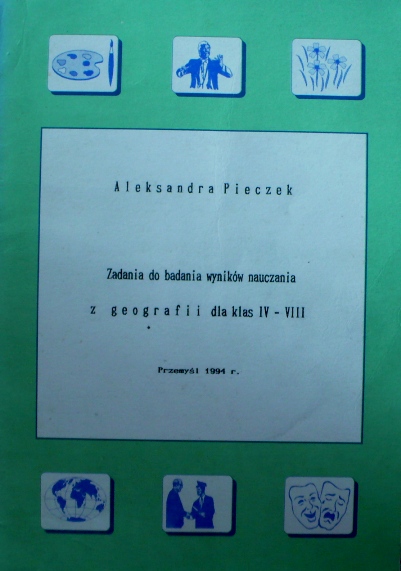 Aleksandra Pieczek
Zadania do badania wyników nauczania
z geografii dla klas IV - VIII
Przemyśl 1994 r.